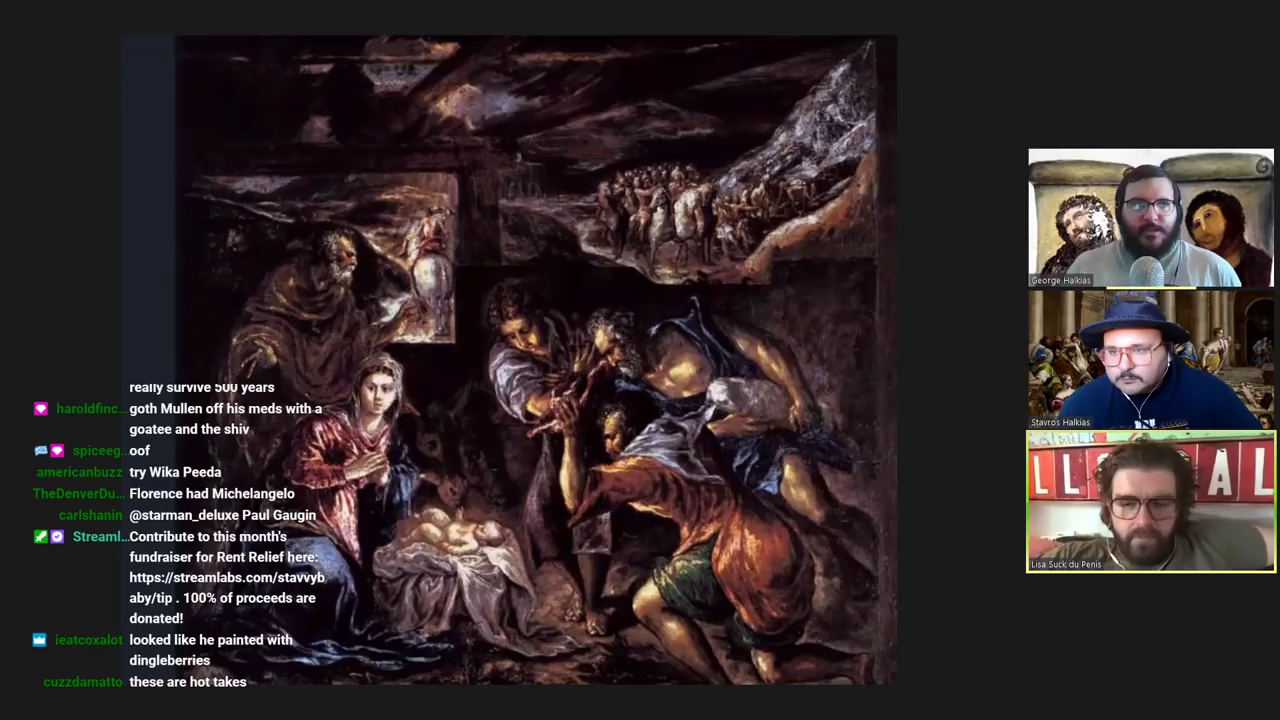 really survive 500 years
haroldfinc... goth Mullen off his meds with a
goatee and the shiv
spiceeg... oof
americanbuzz try Wika Peeda
TheDenverDu... Florence had Michelangelo
carlshanin @starman_deluxe Paul Gaugin
Streaml... Contribute to this month's
fundraiser for Rent Relief here:
https://streamlabs.com/stavvyb
aby/tip . 100% of proceeds are
donated!
ieatcoxalot looked like he painted with
dingleberries
cuzzdamatto these are hot takes
George Halkias
Stavros Halkias
LL AL
Lisa Suck du Penis